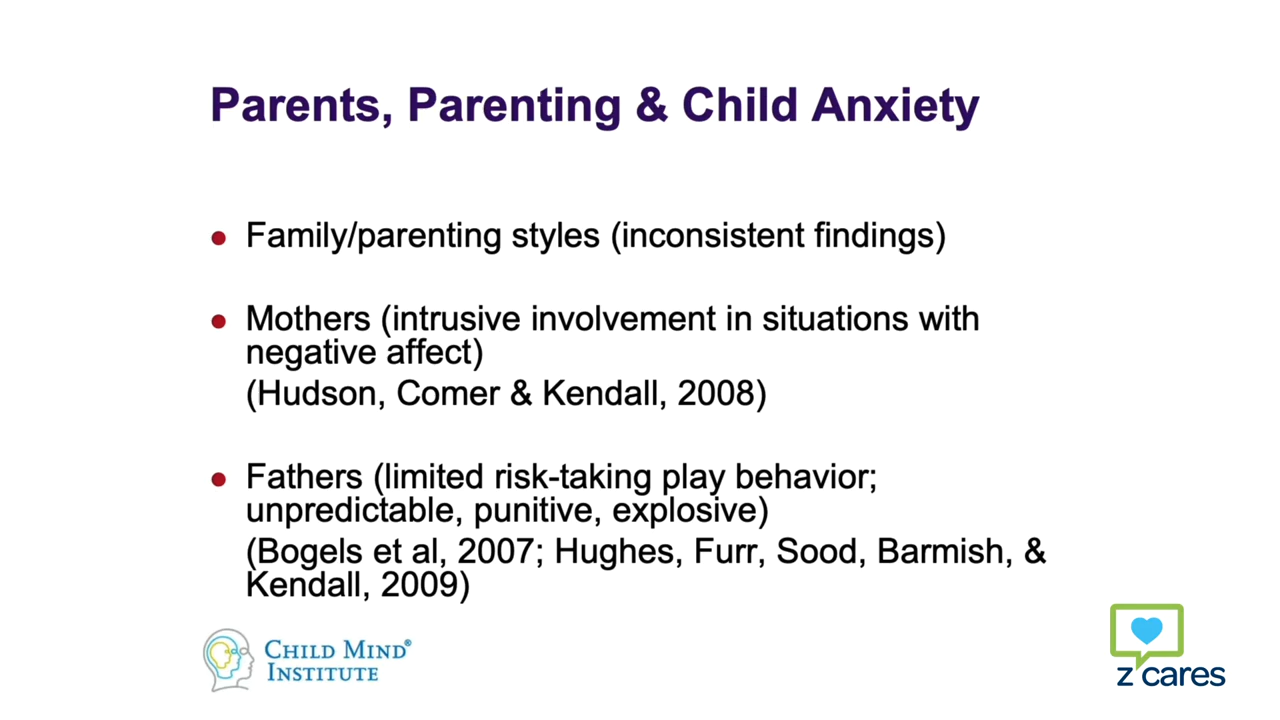 Parents, Parenting & Child Anxiety
● Family/parenting styles (inconsistent findings)
● Mothers (intrusive involvement in situations with
negative affect)
(Hudson, Comer & Kendall, 2008)
● Fathers (limited risk-taking play behavior;
unpredictable, punitive, explosive)
(Bogels et al, 2007; Hughes, Furr, Sood, Barmish, &
Kendall, 2009)
CHILD MIND®
INSTITUTE
z cares